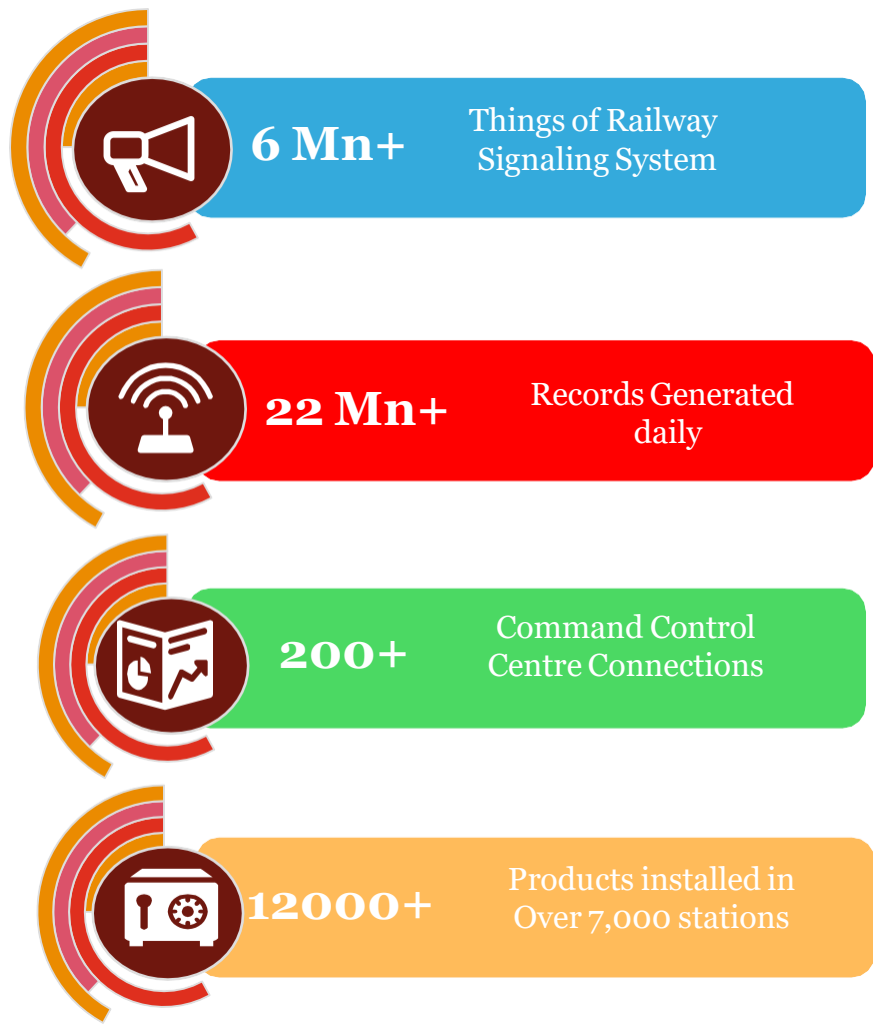 6 Mn+
Things of Railway
Signaling System
22 Mn+
Records Generated
daily
200+
Command Control
Centre Connections
12000+
Products installed in
Over 7,000 stations